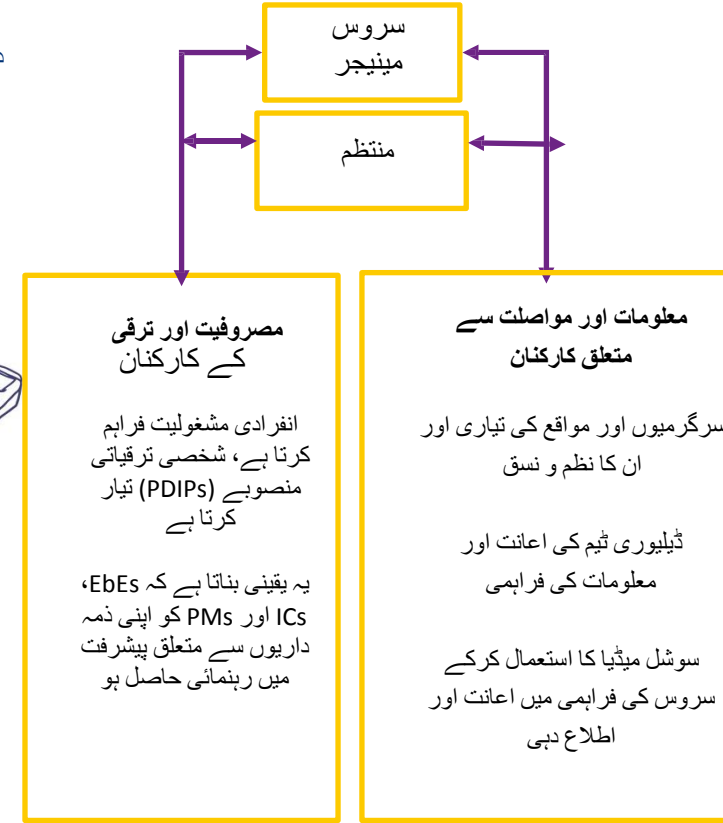 سروس
مینیجر
منتظم
معلومات اور مواصلت سے
متعلق کارکنان
سرگرمیوں اور مواقع کی تیاری اور
ان کا نظم و نسق
ڈیلیوری ٹیم کی اعانت اور
معلومات کی فراہمی
سوشل میڈیا کا استعمال کرکے
سروس کی فراہمی میں اعانت اور
اطلاع دہی
مصروفیت اور ترقی
کے کارکنان
انفرادی مشغولیت فراہم
کرتا ہے، شخصی ترقیاتی
منصوبے (PDIPs) تیار
کرتا ہے
یہ یقینی بناتا ہے کہ EbEs،
ICs اور PMs کو اپنی ذمہ
داریوں سے متعلق پیشرفت
میں رہنمائی حاصل ہو